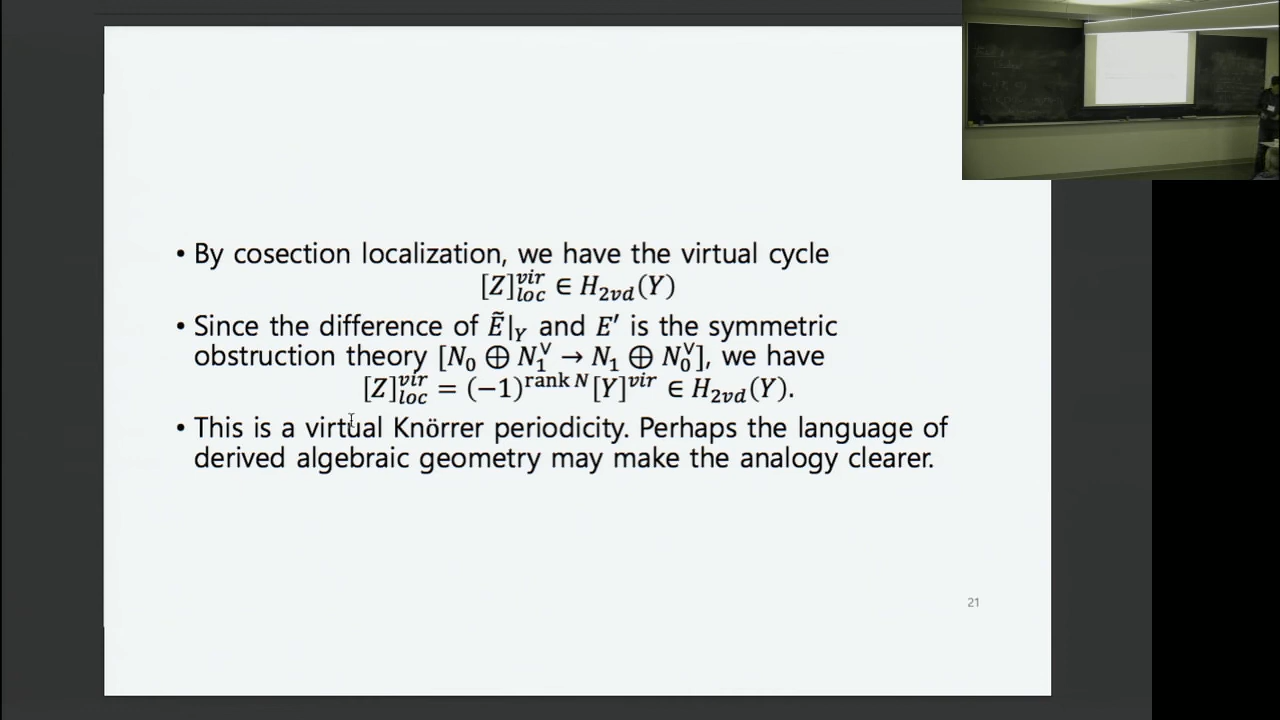 • By cosection localization, we have the virtual cycle
[Z]^{vir}_{loc} ∈ H_{2vd}(Y)
• Since the difference of Ẽ|_Y and E′ is the symmetric
obstruction theory [N_0 ⊕ N_1^∨ → N_1 ⊕ N_0^∨], we have
[Z]^{vir}_{loc} = (−1)^{rank N}[Y]^{vir} ∈ H_{2vd}(Y).
• This is a virtual Knörrer periodicity. Perhaps the language of
derived algebraic geometry may make the analogy clearer.
21